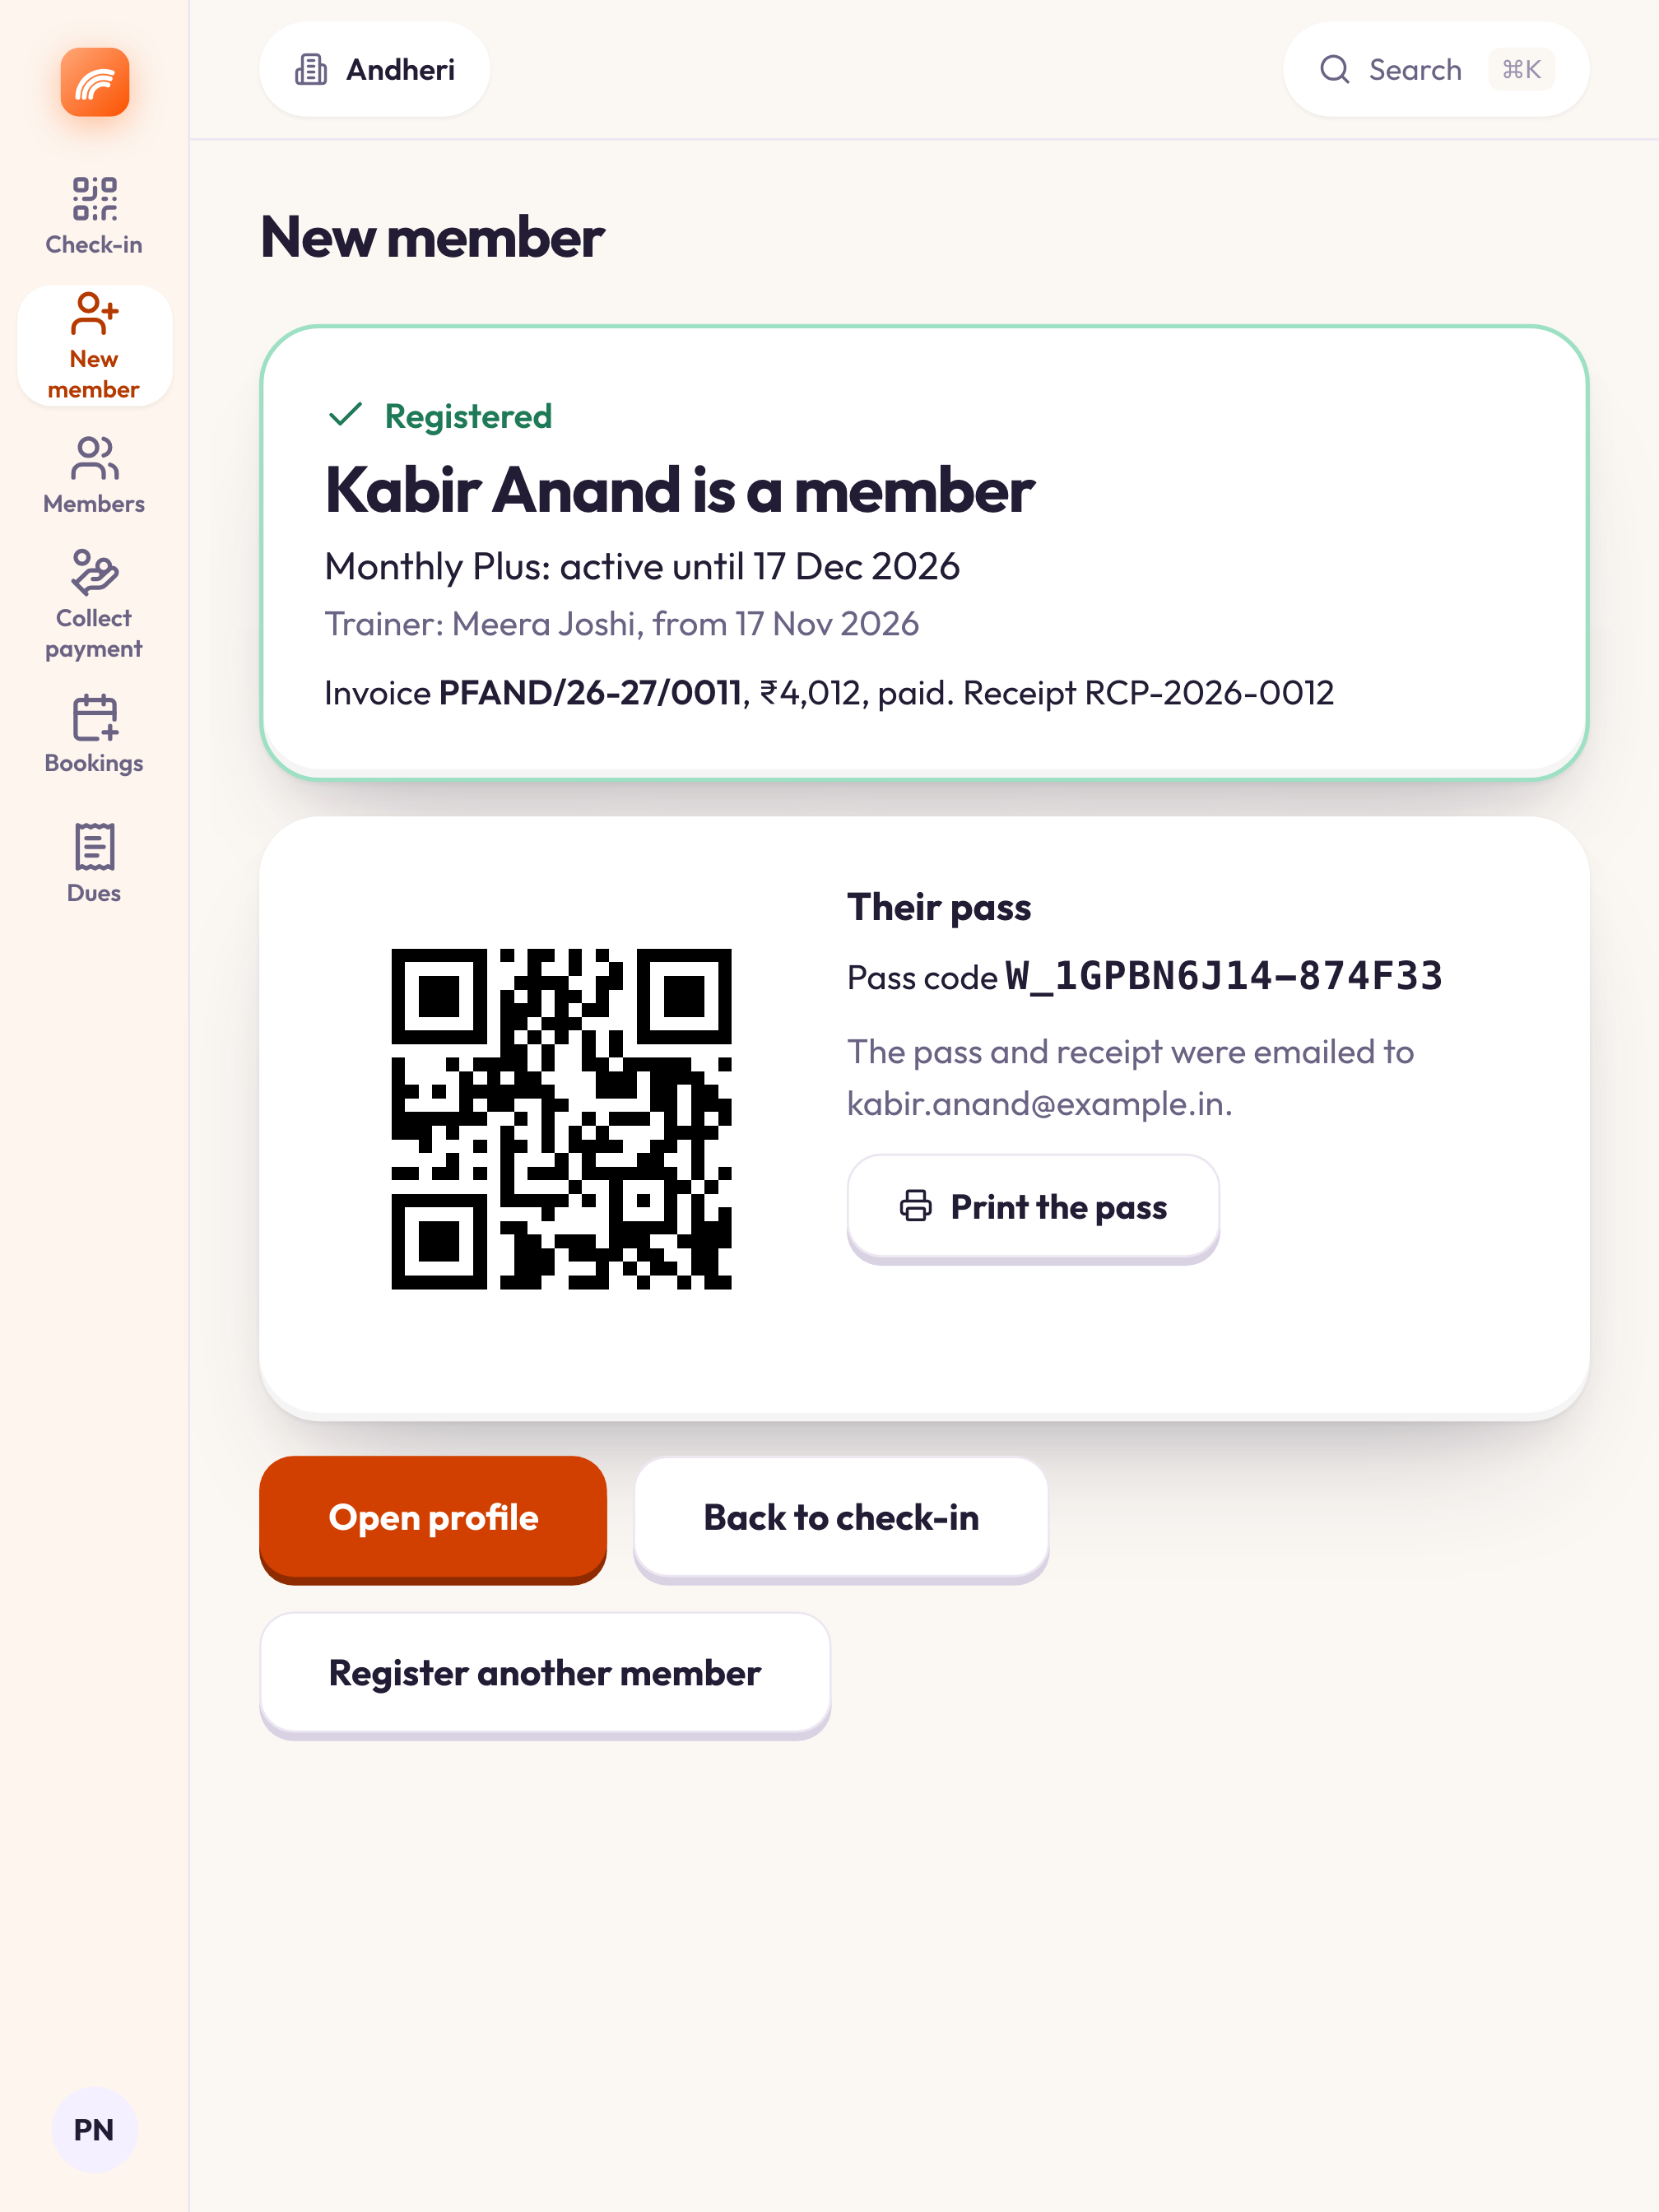 Andheri
Search ⌘K
Check-in
New
member
Members
Collect
payment
Bookings
Dues
PN
New member
Registered
Kabir Anand is a member
Monthly Plus: active until 17 Dec 2026
Trainer: Meera Joshi, from 17 Nov 2026
Invoice PFAND/26-27/0011, ₹4,012, paid. Receipt RCP-2026-0012
Their pass
Pass code W_1GPBN6J14-874F33
The pass and receipt were emailed to
kabir.anand@example.in.
Print the pass
Open profile
Back to check-in
Register another member